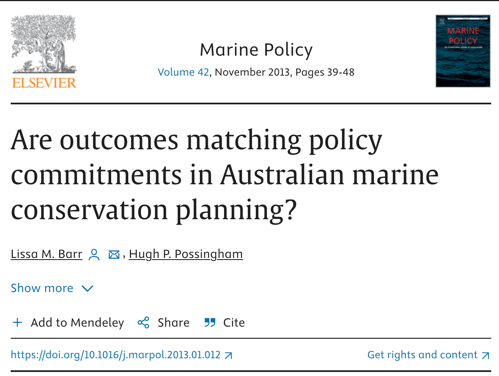 ELSEVIER
Marine Policy
Volume 42, November 2013, Pages 39-48
MARINE
POLICY
Are outcomes matching policy
commitments in Australian marine
conservation planning?
Lissa M. Barr , Hugh P. Possingham
Show more
Add to Mendeley Share Cite
https://doi.org/10.1016/j.marpol.2013.01.012 Get rights and content